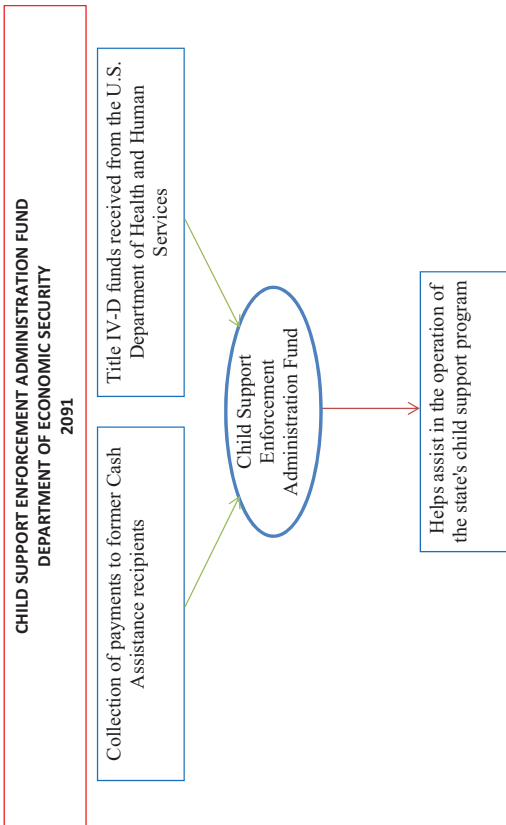 CHILD SUPPORT ENFORCEMENT ADMINISTRATION FUND
DEPARTMENT OF ECONOMIC SECURITY
2091
Collection of payments to former Cash
Assistance recipients
Title IV-D funds received from the U.S.
Department of Health and Human
Services
Child Support
Enforcement
Administration Fund
Helps assist in the operation of
the state's child support program